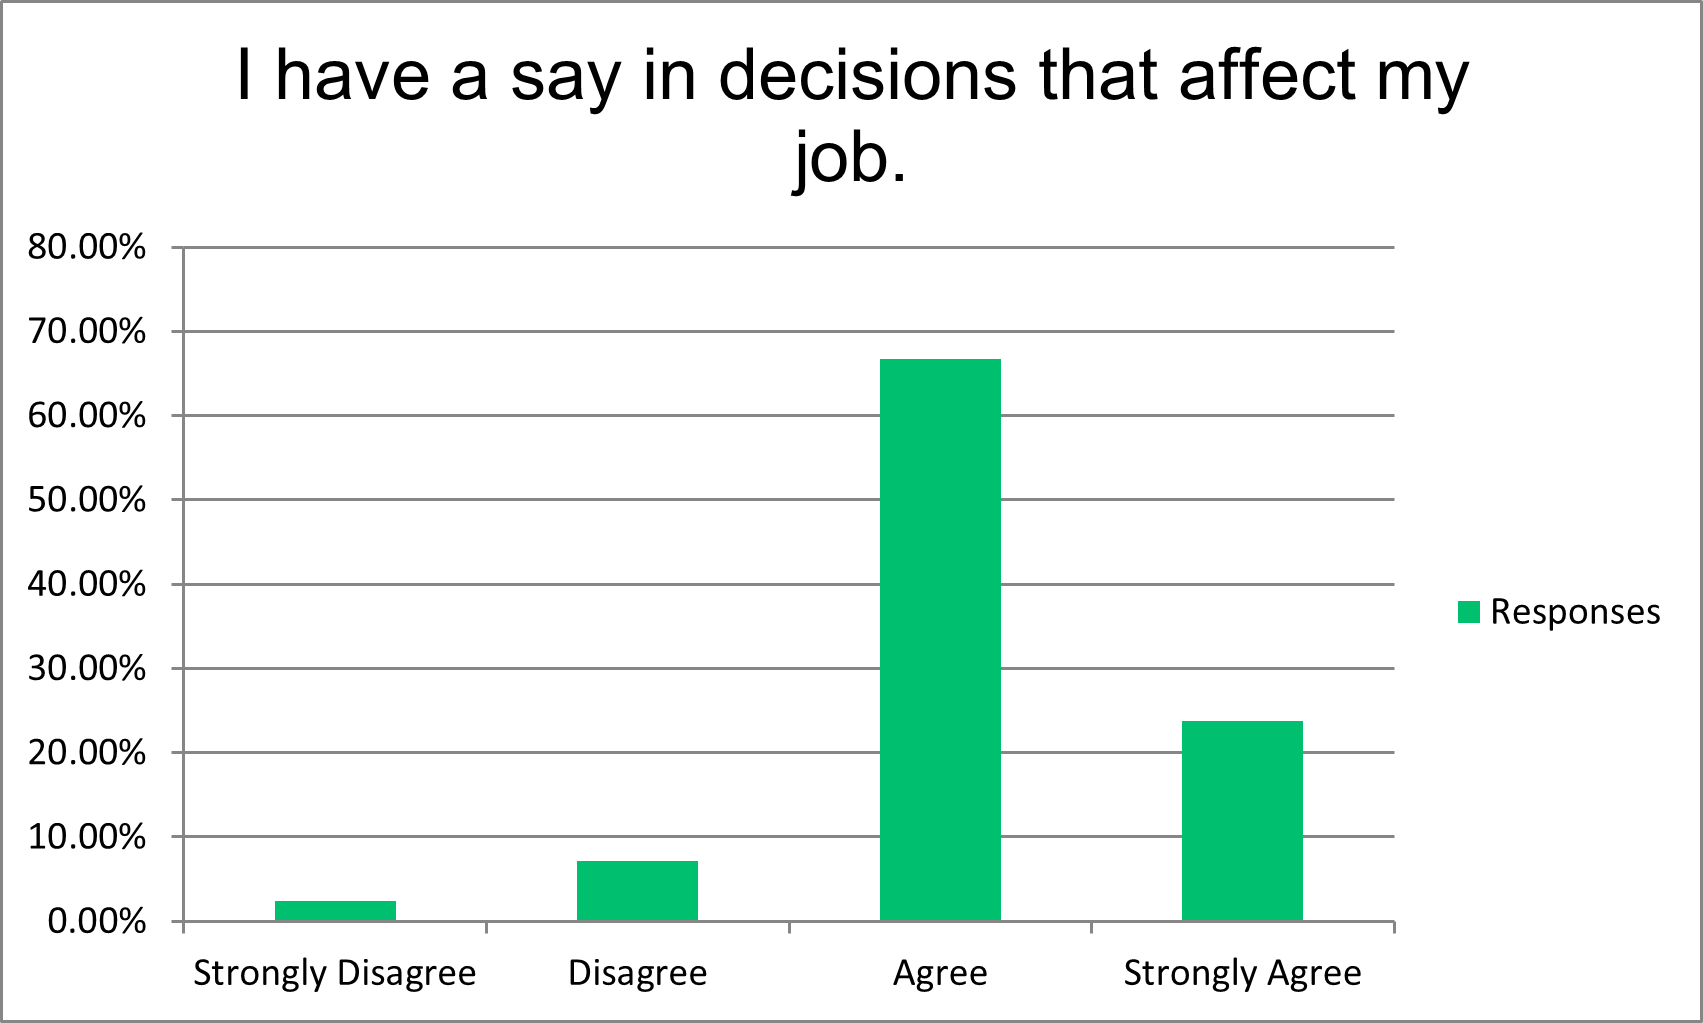 I have a say in decisions that affect my
job.
80.00%
70.00%
60.00%
50.00%
40.00%
30.00%
20.00%
10.00%
0.00%
Strongly Disagree
Disagree
Agree
Strongly Agree
Responses